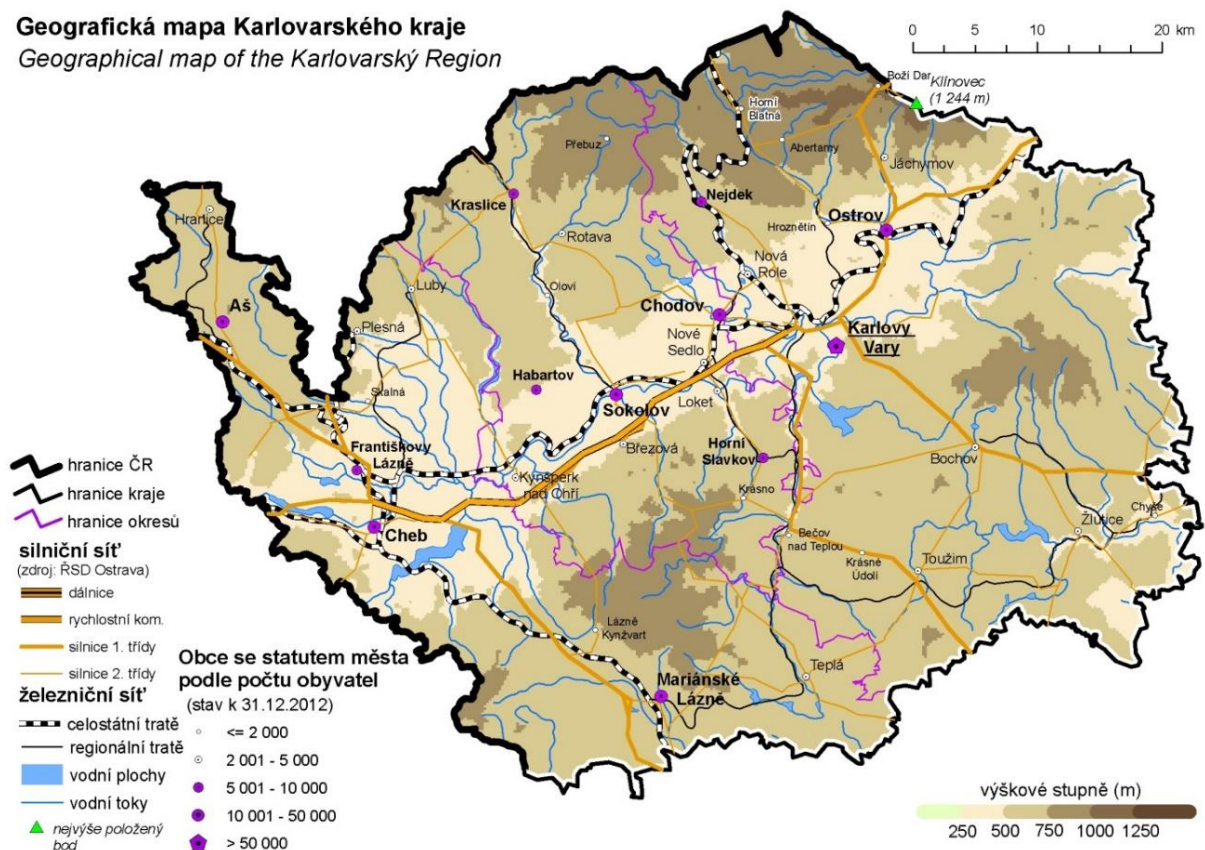 Geografická mapa Karlovarského kraje
Geographical map of the Karlovarský Region
0 5 10 20 km
Boží Dar
Klínovec
(1 244 m)
Horní
Blatná
Přebuz
Abertamy
Jáchymov
Kraslice
Nejdek
Hranice
Ostrov
Hroznětín
Rotava
Nová
Role
Luby
Oloví
Aš
Chodov
Plesná
Karlovy
Vary
Nové
Sedlo
Habartov
Skalná
Sokolov
Loket
Františkovy
Lázně
Březová
Horní
Slavkov
Bochov
Kynšperk
nad Ohří
Krásno
Chyše
Žlutice
Cheb
Bečov
nad Teplou
Krásné
Údolí
Toužim
Lázně
Kynžvart
Teplá
Mariánské
Lázně
hranice ČR
hranice kraje
hranice okresů
silniční síť
(zdroj: ŘSD Ostrava)
dálnice
rychlostní kom.
silnice 1. třídy
silnice 2. třídy
železniční síť
celostátní tratě
regionální tratě
vodní plochy
vodní toky
nejvýše položený
bod
Obce se statutem města
podle počtu obyvatel
(stav k 31.12.2012)
<= 2 000
2 001 - 5 000
5 001 - 10 000
10 001 - 50 000
> 50 000
výškové stupně (m)
250 500 750 1000 1250